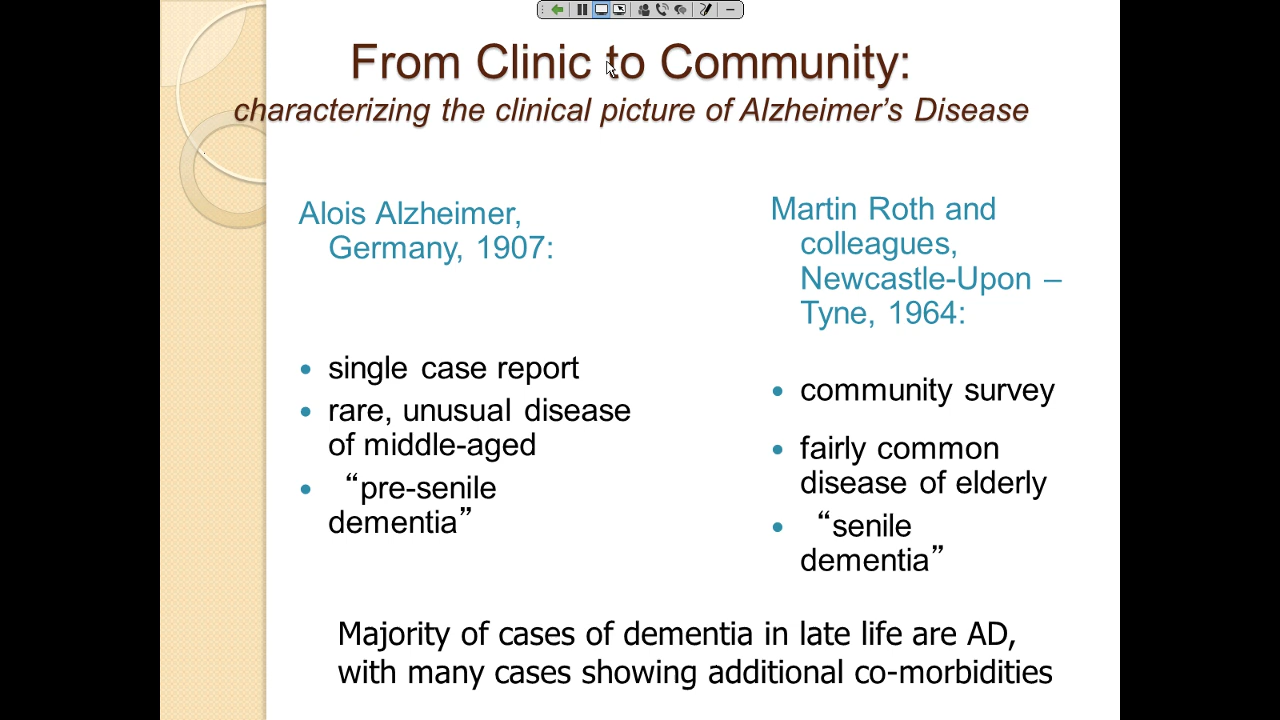 From Clinic to Community:
characterizing the clinical picture of Alzheimer’s Disease
Alois Alzheimer,
Germany, 1907:
• single case report
• rare, unusual disease
of middle-aged
• “pre-senile
dementia”
Martin Roth and
colleagues,
Newcastle-Upon –
Tyne, 1964:
• community survey
• fairly common
disease of elderly
• “senile
dementia”
Majority of cases of dementia in late life are AD,
with many cases showing additional co-morbidities